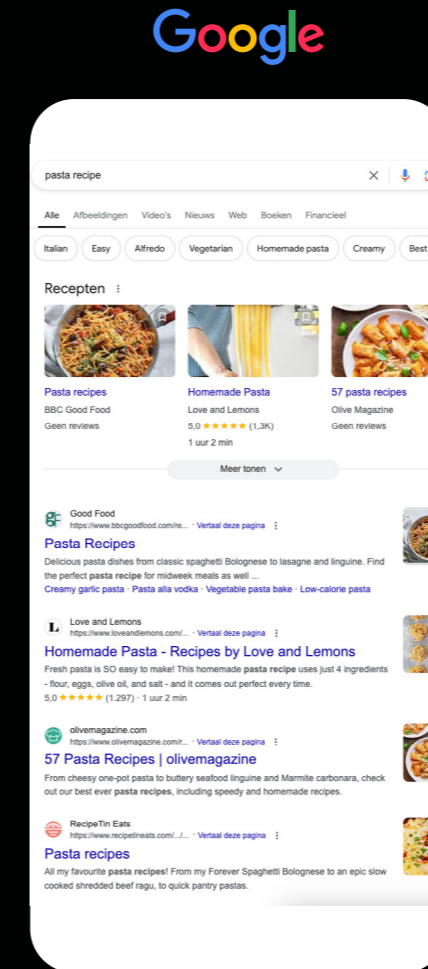 Google
pasta recipe
Alle Afbeeldingen Video's Nieuws Web Boeken Financieel
Italian Easy Alfredo Vegetarian Homemade pasta Creamy Best
Recepten
Pasta recipes
BBC Good Food
Geen reviews
Homemade Pasta
Love and Lemons
5,0 ★★★★★ (1,3K)
1 uur 2 min
57 pasta recipes
Olive Magazine
Geen reviews
Meer tonen
Good Food
https://www.bbcgoodfood.com/re... · Vertaal deze pagina
Pasta Recipes
Delicious pasta dishes from classic spaghetti Bolognese to lasagne and linguine. Find
the perfect pasta recipe for midweek meals as well ...
Creamy garlic pasta · Pasta alla vodka · Vegetable pasta bake · Low-calorie pasta
L
Love and Lemons
https://www.loveandlemons.com/... · Vertaal deze pagina
Homemade Pasta - Recipes by Love and Lemons
Fresh pasta is SO easy to make! This homemade pasta recipe uses just 4 ingredients
- flour, eggs, olive oil, and salt - and it comes out perfect every time.
5,0 ★★★★★ (1.297) · 1 uur 2 min
olivemagazine.com
https://www.olivemagazine.com/r... · Vertaal deze pagina
57 Pasta Recipes | olivemagazine
From cheesy one-pot pasta to buttery seafood linguine and Marmite carbonara, check
out our best ever pasta recipes, including speedy and homemade recipes.
RecipeTin Eats
https://www.recipetineats.com/.../... · Vertaal deze pagina
Pasta recipes
All my favourite pasta recipes! From my Forever Spaghetti Bolognese to an epic slow
cooked shredded beef ragu, to quick pantry pastas.